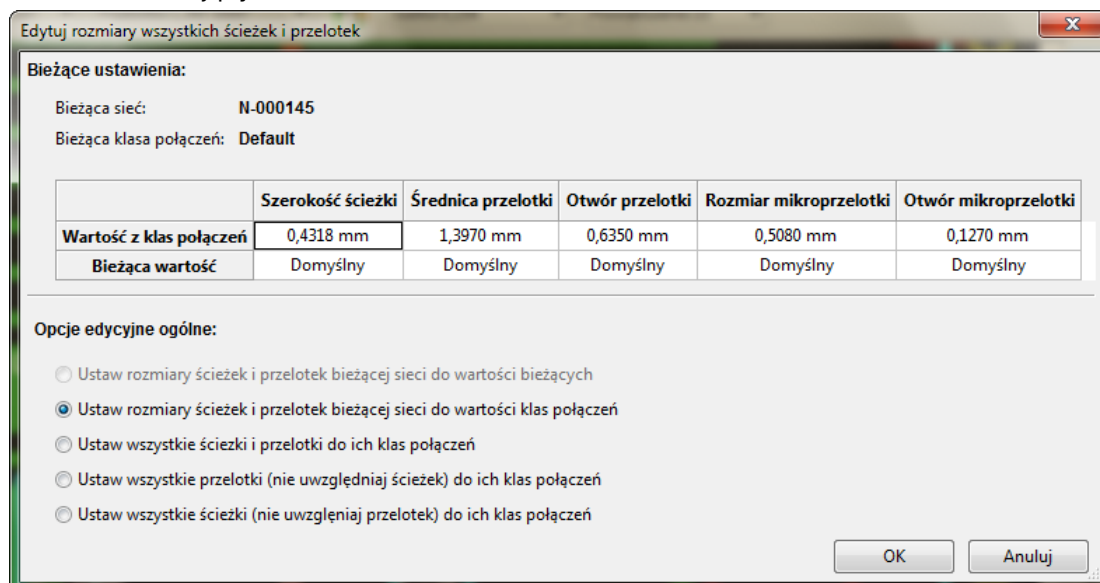 Edytuj rozmiary wszystkich ścieżek i przelotek
Bieżące ustawienia:
Bieżąca sieć: N-000145
Bieżąca klasa połączeń: Default
Szerokość ścieżki Średnica przelotki Otwór przelotki Rozmiar mikroprzelotki Otwór mikroprzelotki
Wartość z klas połączeń 0,4318 mm 1,3970 mm 0,6350 mm 0,5080 mm 0,1270 mm
Bieżąca wartość Domyślny Domyślny Domyślny Domyślny Domyślny
Opcje edycyjne ogólne:
Ustaw rozmiary ścieżek i przelotek bieżącej sieci do wartości bieżących
Ustaw rozmiary ścieżek i przelotek bieżącej sieci do wartości klas połączeń
Ustaw wszystkie ściezki i przelotki do ich klas połączeń
Ustaw wszystkie przelotki (nie uwzględniaj ścieżek) do ich klas połączeń
Ustaw wszystkie ścieżki (nie uwzglęniaj przelotek) do ich klas połączeń
OK Anuluj